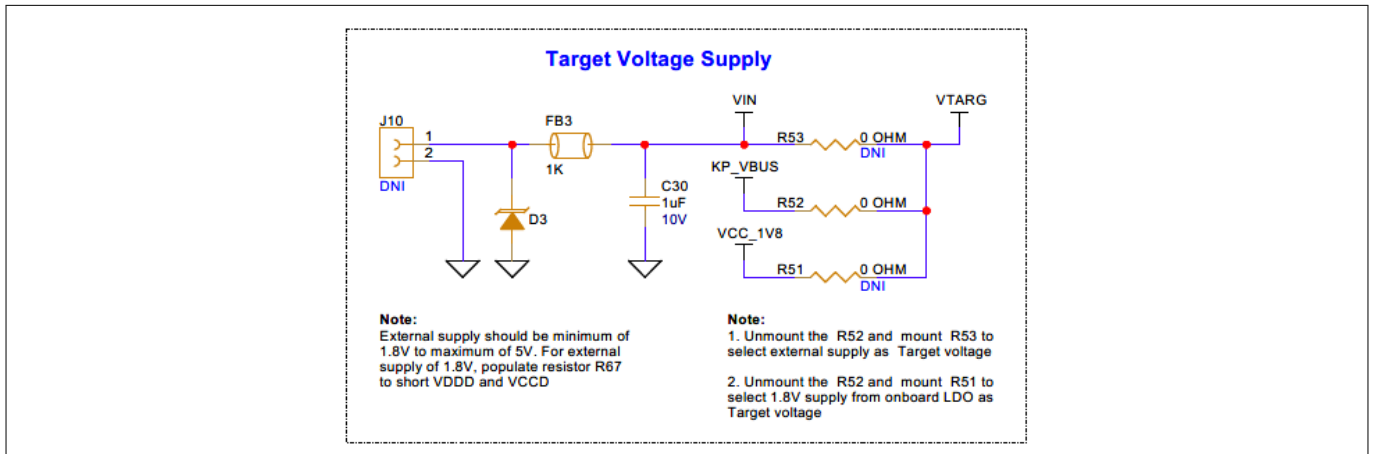 Target Voltage Supply
VIN
VTARG
J10
1
2
DNI
FB3
1K
R53
0 OHM
DNI
KP_VBUS
C30
1uF
10V
R52
0 OHM
D3
VCC_1V8
R51
0 OHM
DNI
Note:
External supply should be minimum of
1.8V to maximum of 5V. For external
supply of 1.8V, populate resistor R67
to short VDDD and VCCD
Note:
1. Unmount the R52 and mount R53 to
select external supply as Target voltage
2. Unmount the R52 and mount R51 to
select 1.8V supply from onboard LDO as
Target voltage